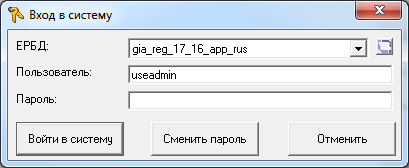 Вход в систему
ЕРБД: gia_reg_17_16_app_rus
Пользователь: useadmin
Пароль:
Войти в систему Сменить пароль Отменить